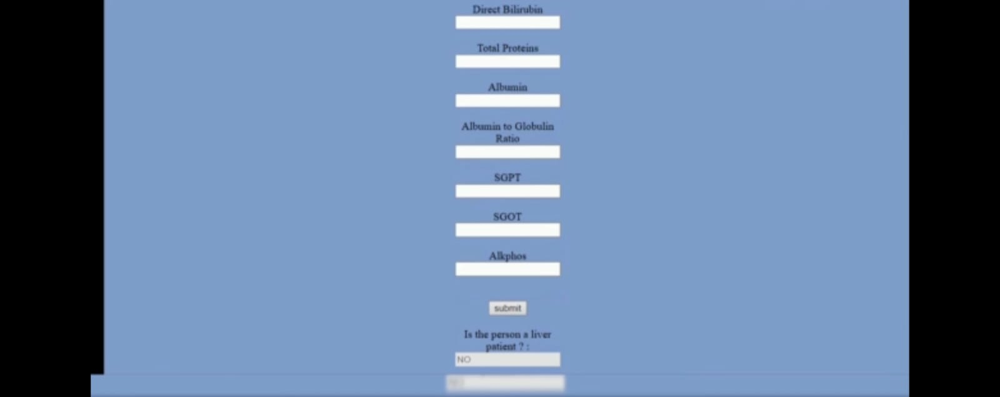 Direct Bilirubin
Total Proteins
Albumin
Albumin to Globulin
Ratio
SGPT
SGOT
Alkphos
submit
Is the person a liver
patient ? :
NO